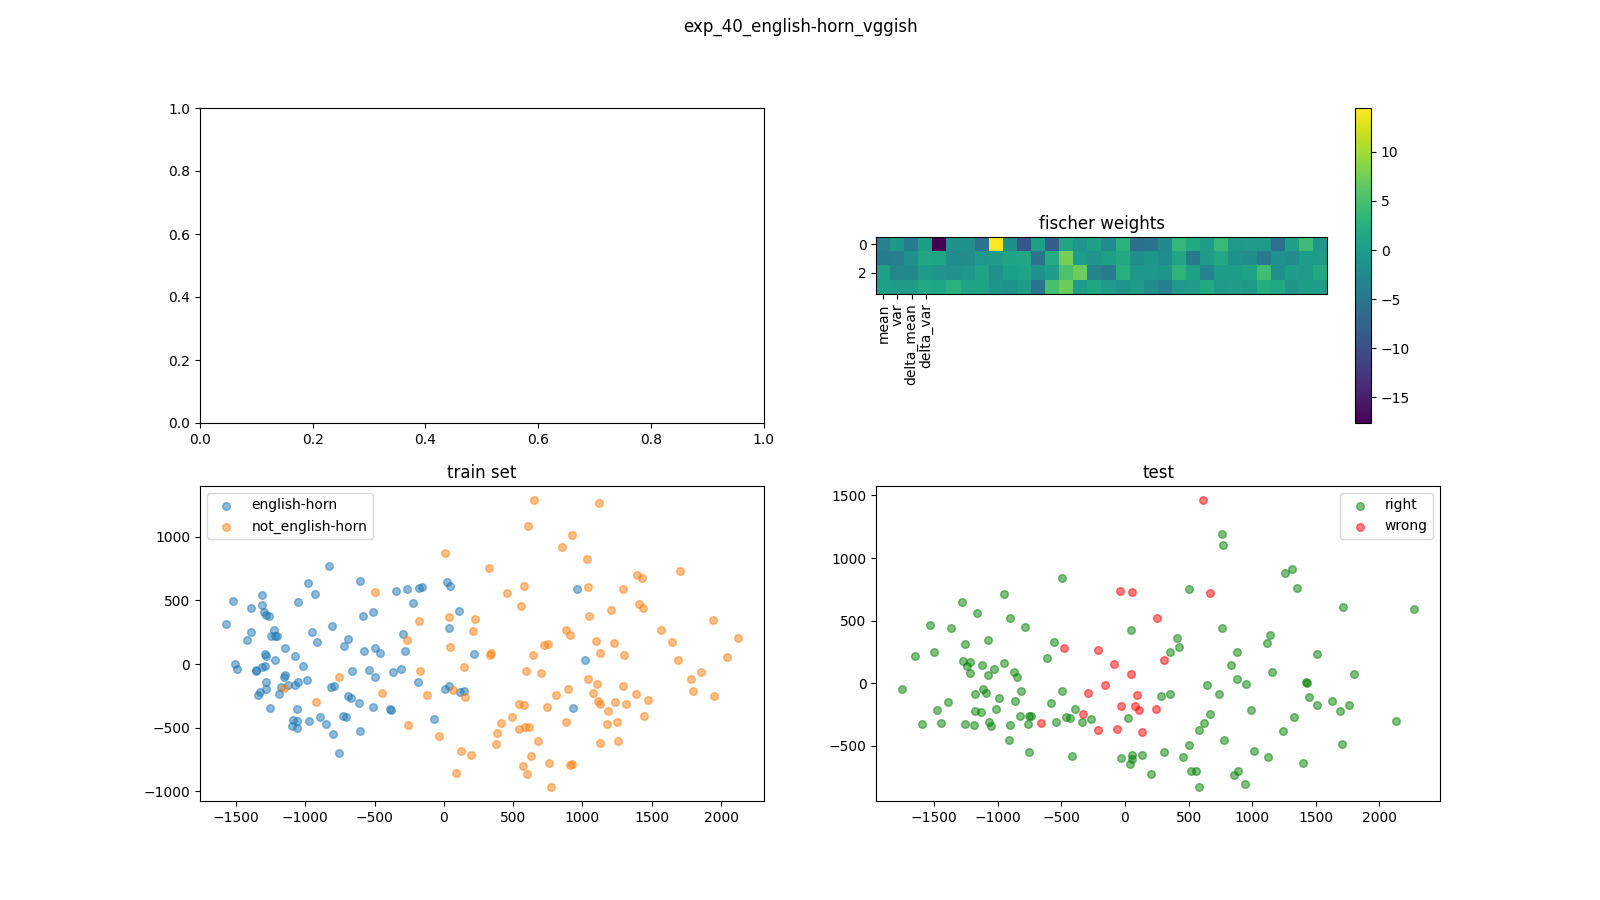 exp_40_english-horn_vggish
1.0
0.8
0.6
0.4
0.2
0.0
0.0 0.2 0.4 0.6 0.8 1.0
fischer weights
0
2
mean
var
delta_mean
delta_var
10
5
0
−5
−10
−15
train set
english-horn
not_english-horn
1000
500
0
−500
−1000
−1500 −1000 −500 0 500 1000 1500 2000
test
right
wrong
1500
1000
500
0
−500
−1500 −1000 −500 0 500 1000 1500 2000